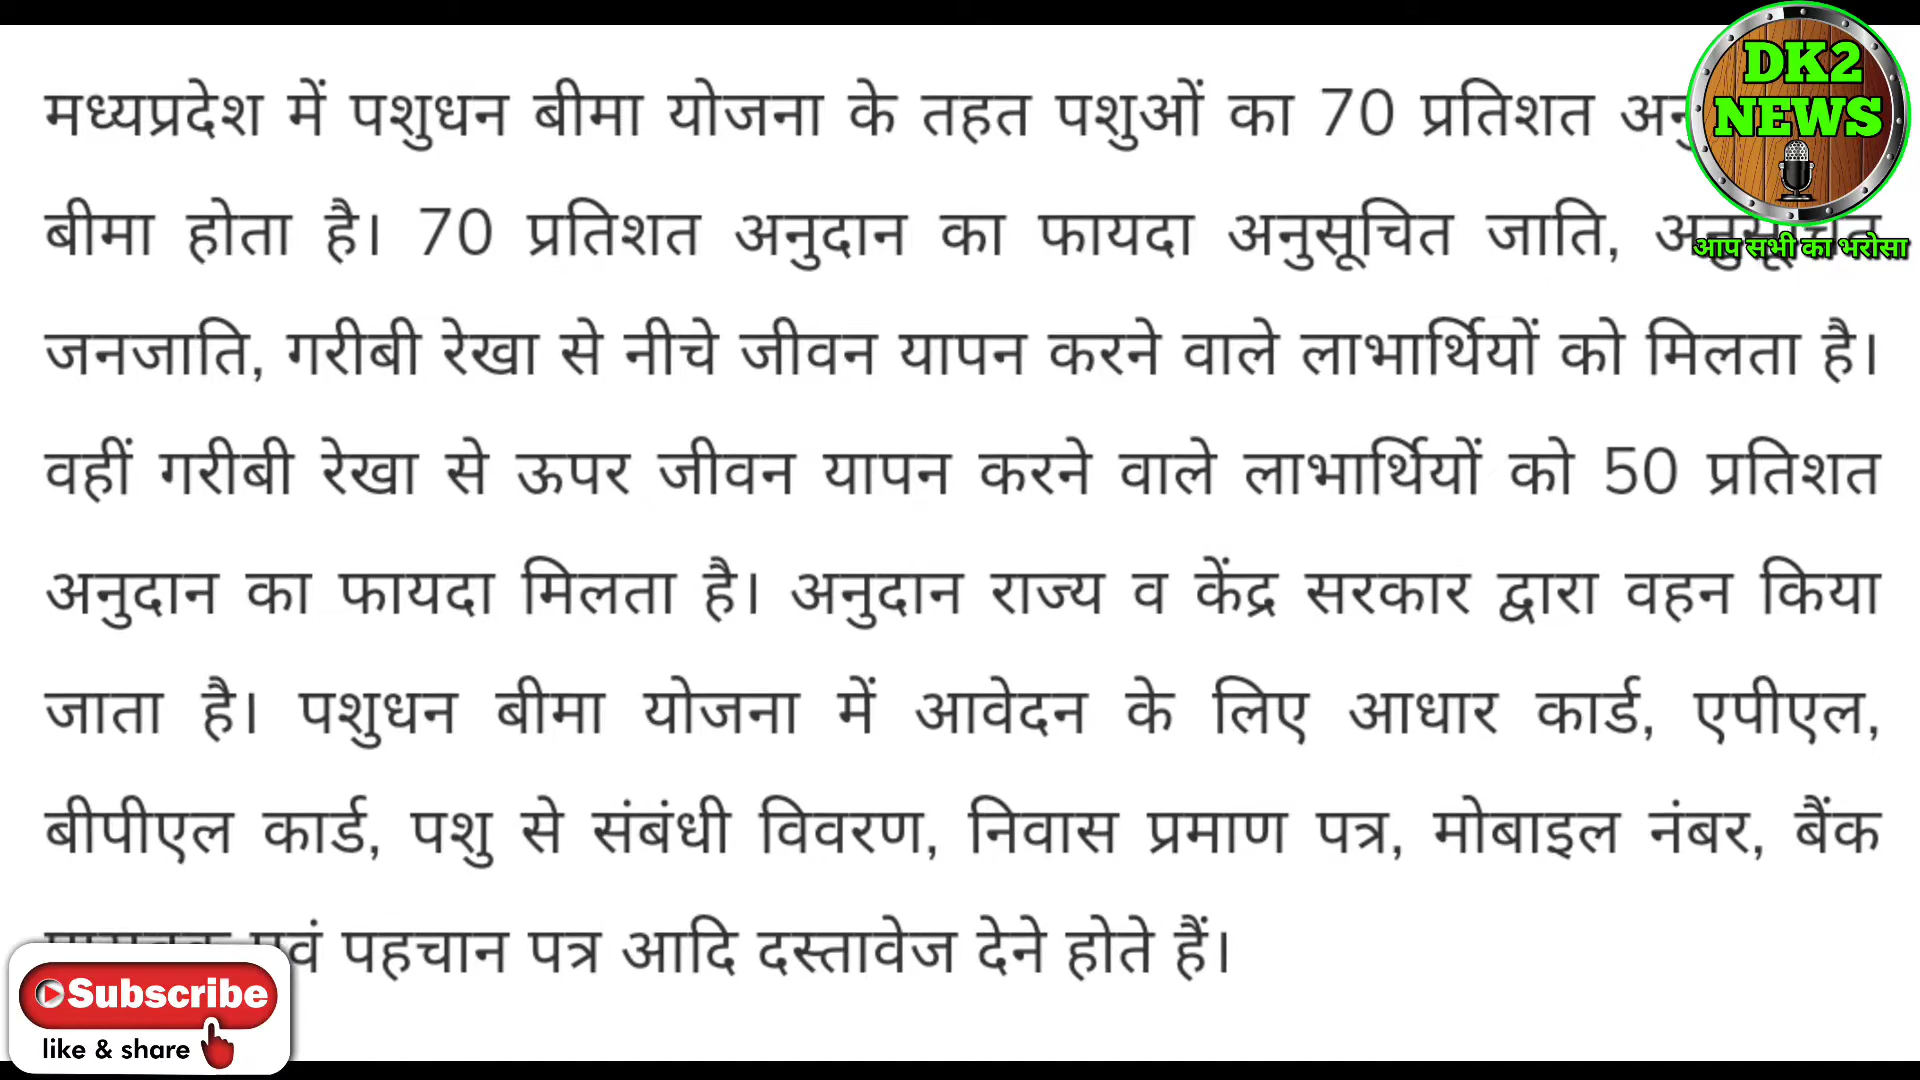 मध्यप्रदेश में पशुधन बीमा योजना के तहत पशुओं का 70 प्रतिशत
DK2
NEWS
बीमा होता है। 70 प्रतिशत अनुदान का फायदा अनुसूचित जाति, अनुसूचित
आप सभी का भरोसा
जनजाति, गरीबी रेखा से नीचे जीवन यापन करने वाले लाभार्थियों को मिलता है।
वहीं गरीबी रेखा से ऊपर जीवन यापन करने वाले लाभार्थियों को 50 प्रतिशत
अनुदान का फायदा मिलता है। अनुदान राज्य व केंद्र सरकार द्वारा वहन किया
जाता है। पशुधन बीमा योजना में आवेदन के लिए आधार कार्ड, एपीएल,
बीपीएल कार्ड, पशु से संबंधी विवरण, निवास प्रमाण पत्र, मोबाइल नंबर, बैंक
एवं पहचान पत्र आदि दस्तावेज देने होते हैं।
Subscribe
like & share